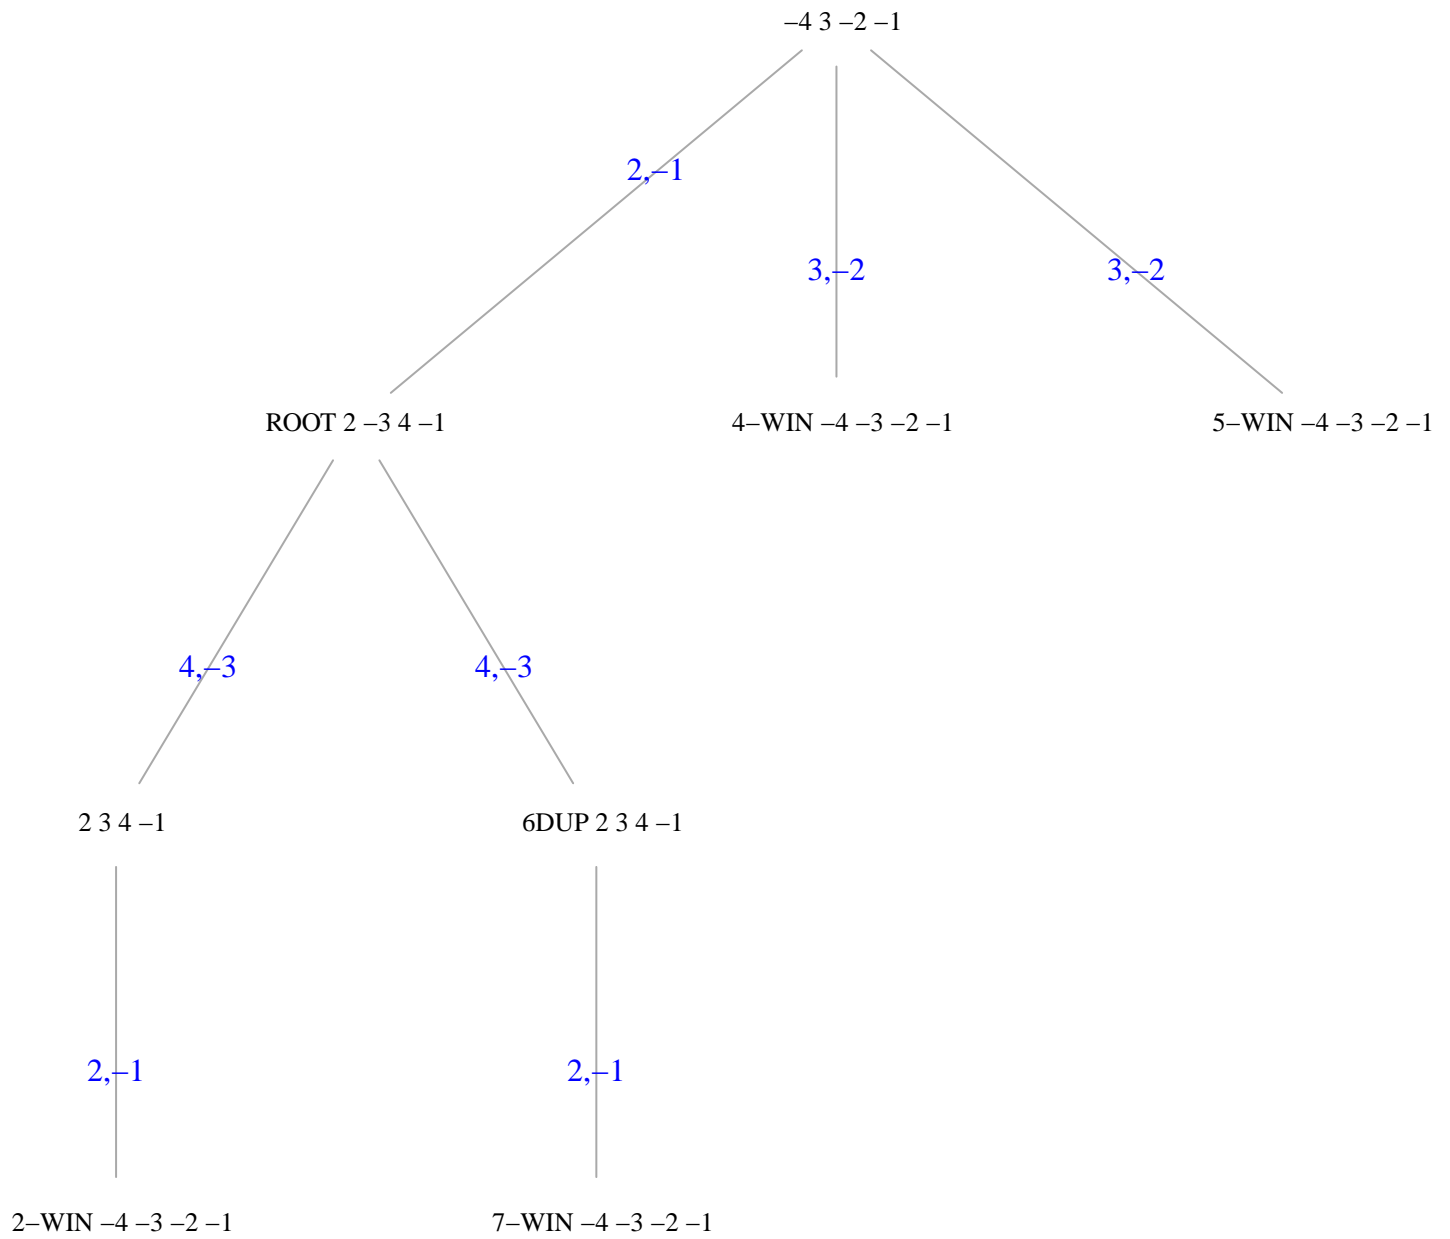 –4 3 –2 –1
2,–1
3,–2
3,–2
ROOT 2 –3 4 –1
4–WIN –4 –3 –2 –1
5–WIN –4 –3 –2 –1
4,–3
4,–3
2 3 4 –1
6DUP 2 3 4 –1
2,–1
2,–1
2–WIN –4 –3 –2 –1
7–WIN –4 –3 –2 –1